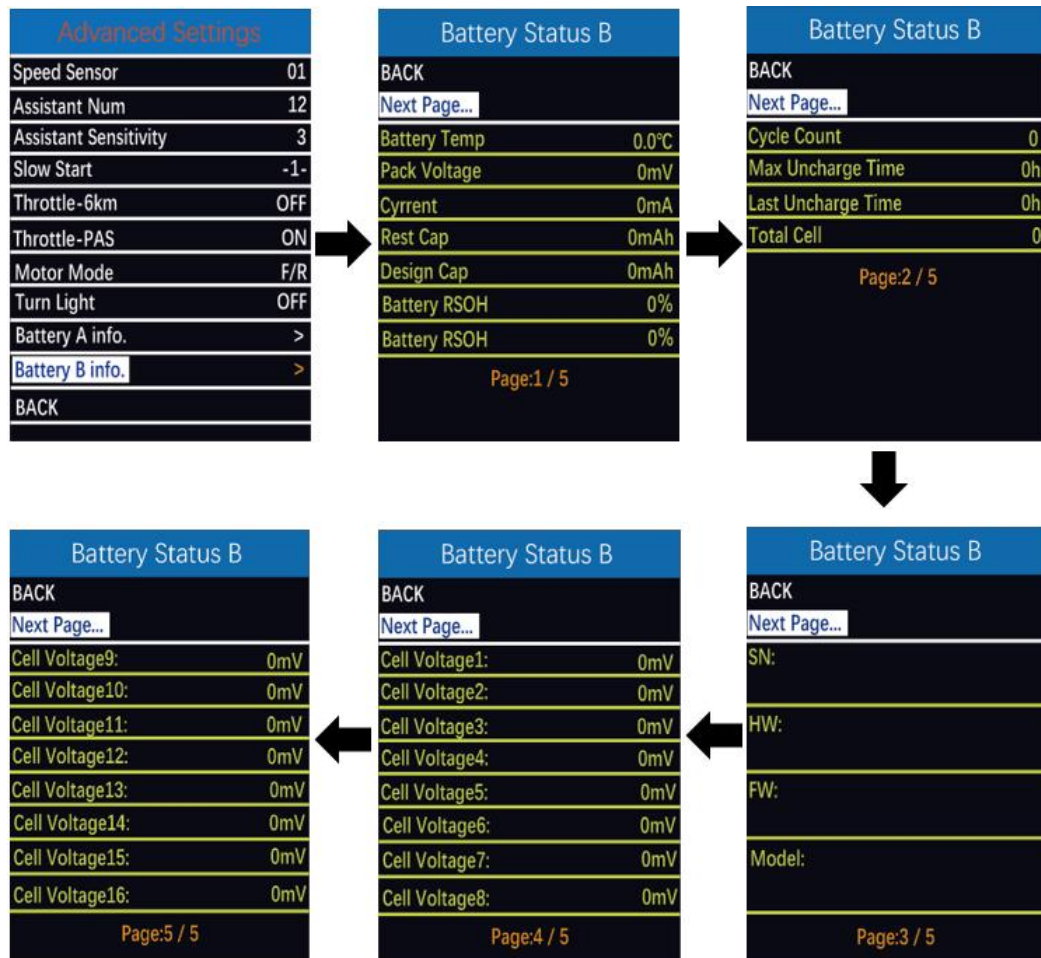 Advanced Settings
Speed Sensor 01
Assistant Num 12
Assistant Sensitivity 3
Slow Start -1-
Throttle-6km OFF
Throttle-PAS ON
Motor Mode F/R
Turn Light OFF
Battery A info. >
Battery B info. >
BACK
Battery Status B
BACK
Next Page...
Battery Temp 0.0℃
Pack Voltage 0mV
Cyrrent 0mA
Rest Cap 0mAh
Design Cap 0mAh
Battery RSOH 0%
Battery RSOH 0%
Page:1 / 5
Battery Status B
BACK
Next Page...
Cycle Count 0
Max Uncharge Time 0h
Last Uncharge Time 0h
Total Cell 0
Page:2 / 5
Battery Status B
BACK
Next Page...
SN:
HW:
FW:
Model:
Page:3 / 5
Battery Status B
BACK
Next Page...
Cell Voltage1: 0mV
Cell Voltage2: 0mV
Cell Voltage3: 0mV
Cell Voltage4: 0mV
Cell Voltage5: 0mV
Cell Voltage6: 0mV
Cell Voltage7: 0mV
Cell Voltage8: 0mV
Page:4 / 5
Battery Status B
BACK
Next Page...
Cell Voltage9: 0mV
Cell Voltage10: 0mV
Cell Voltage11: 0mV
Cell Voltage12: 0mV
Cell Voltage13: 0mV
Cell Voltage14: 0mV
Cell Voltage15: 0mV
Cell Voltage16: 0mV
Page:5 / 5